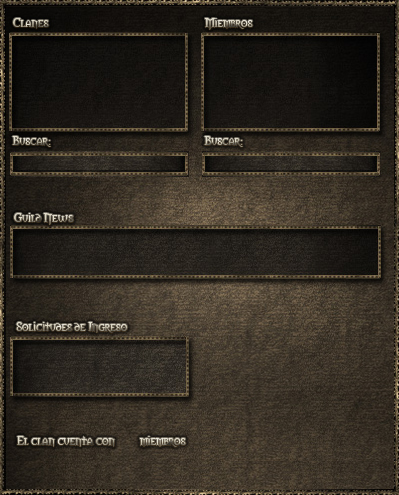 Clanes
Miembros
Buscar:
Buscar:
Guild News
Solicitudes de Ingreso
El clan cuenta con miembros